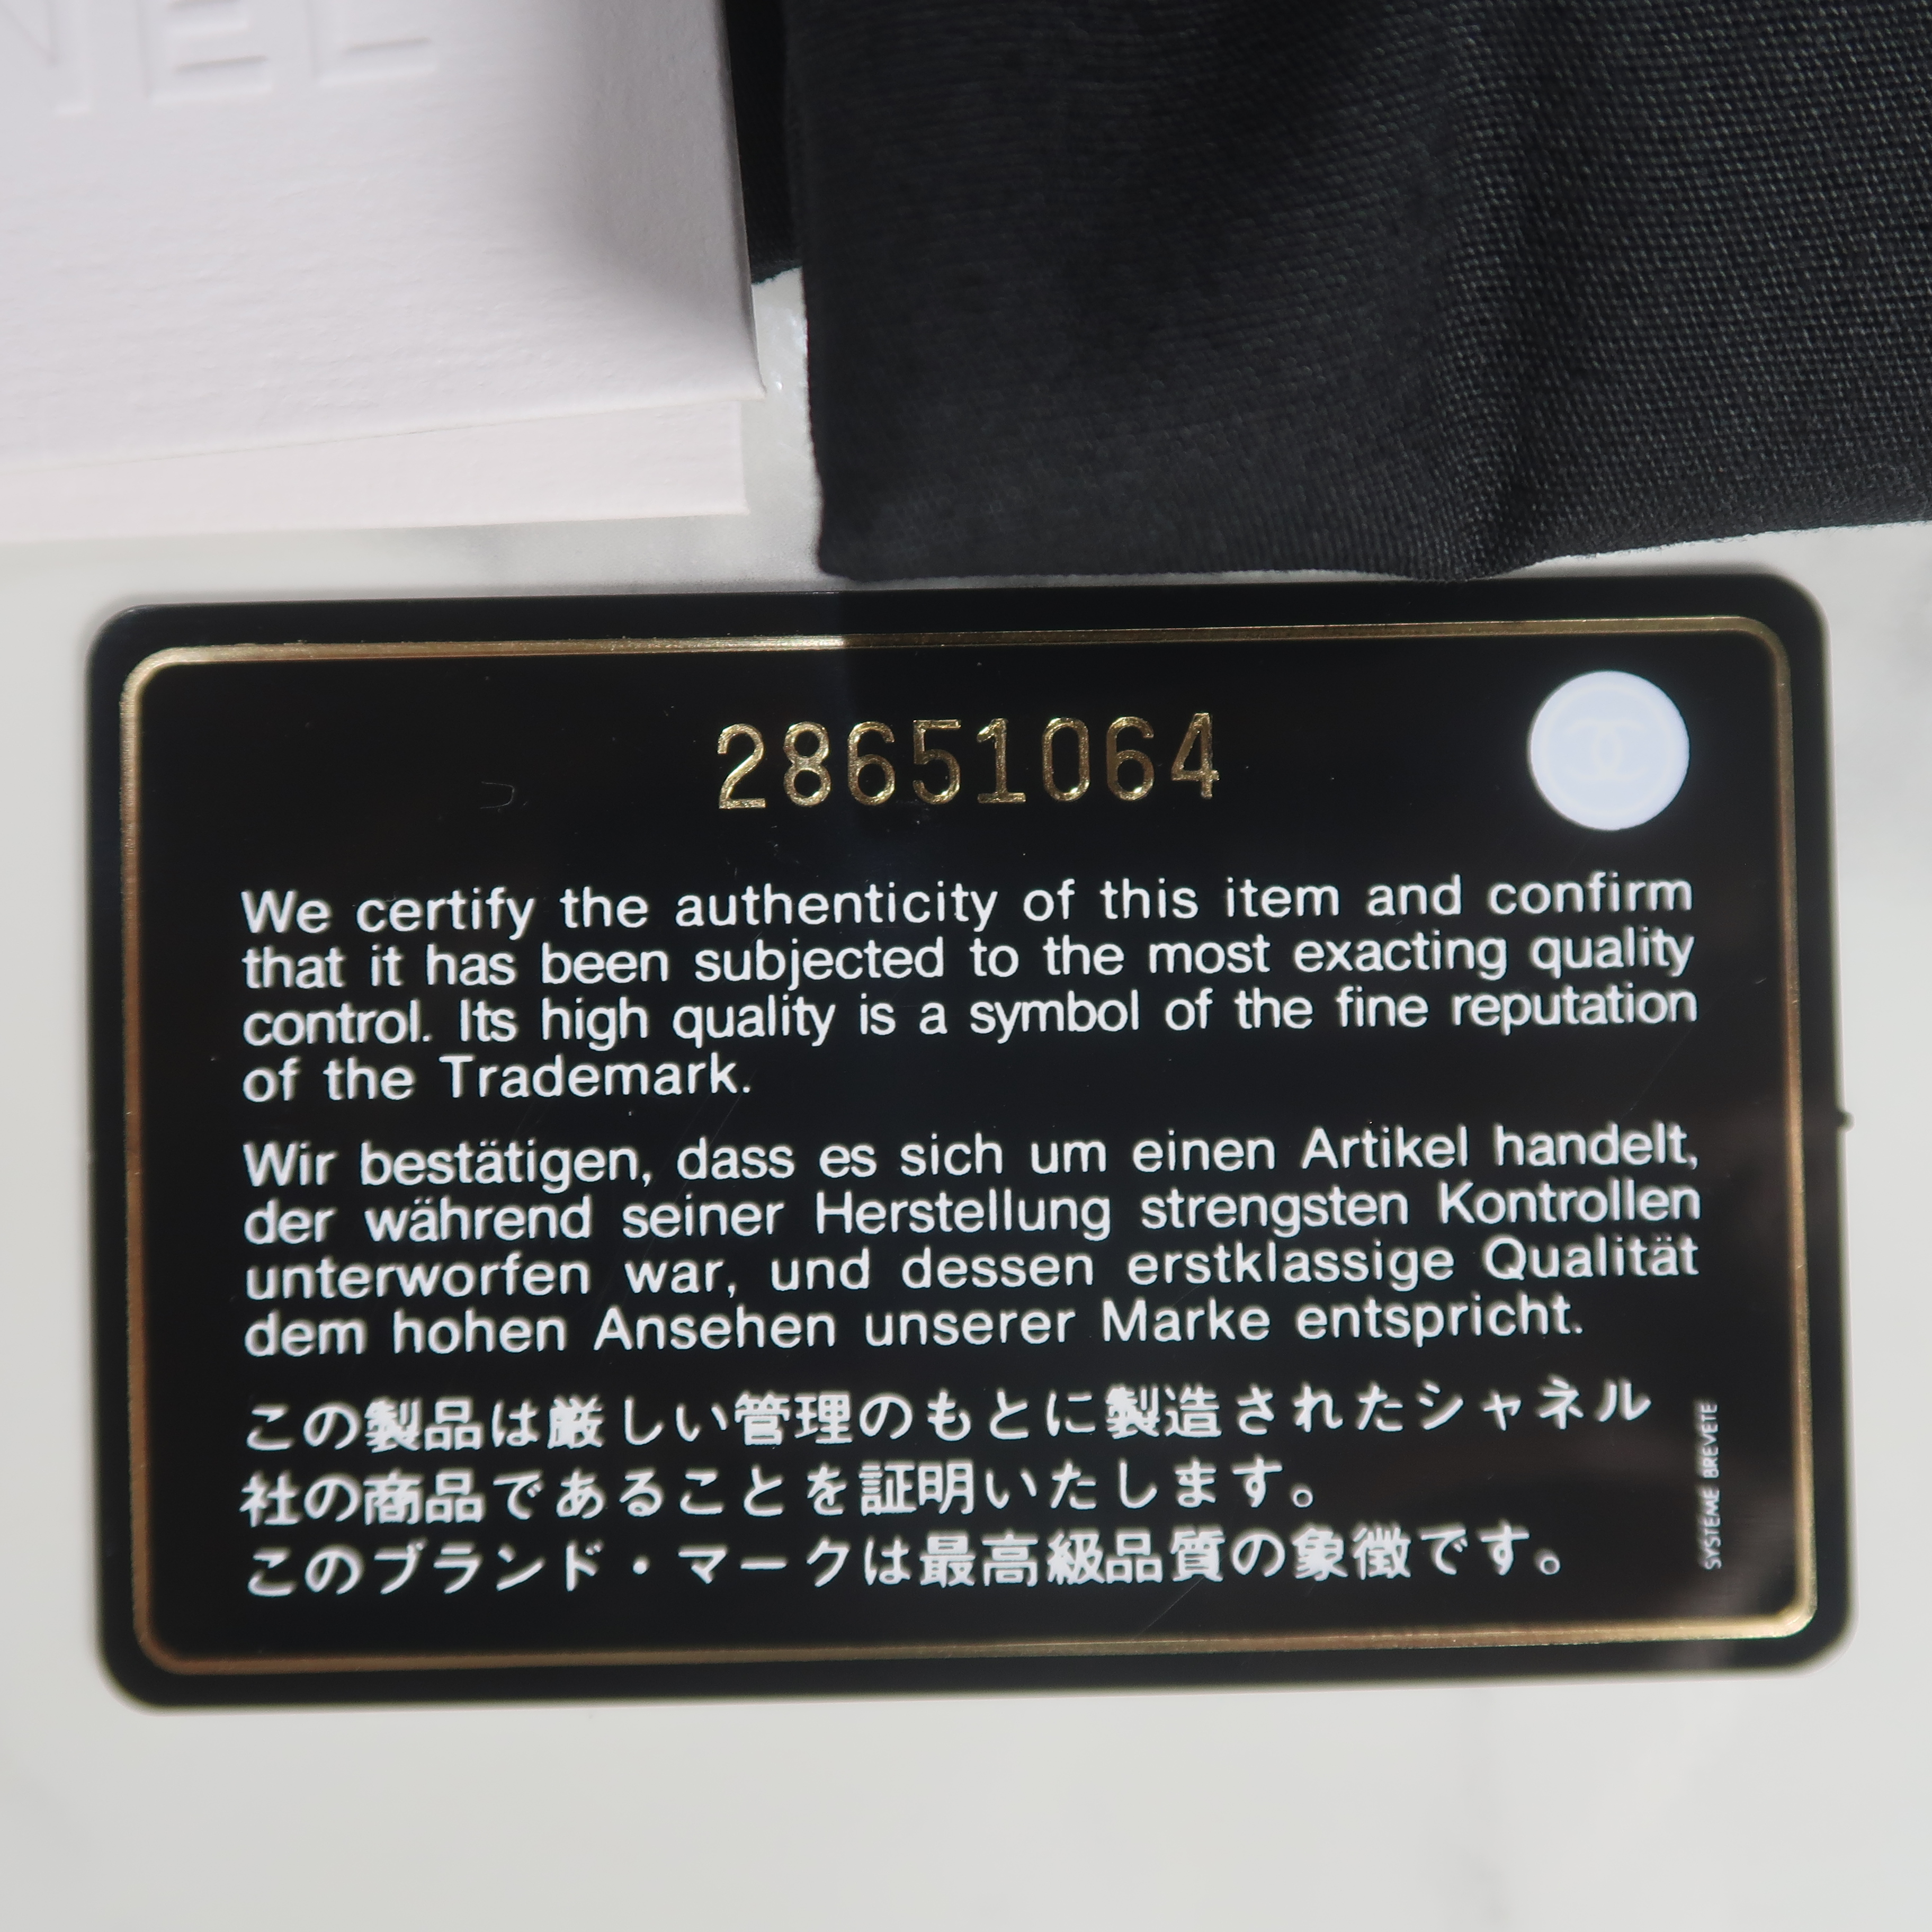 NEL
28651064
We certify the authenticity of this item and confirm
that it has been subjected to the most exacting quality
control. Its high quality is a symbol of the fine reputation
of the Trademark.
Wir bestätigen, dass es sich um einen Artikel handelt,
der während seiner Herstellung strengsten Kontrollen
unterworfen war, und dessen erstklassige Qualität
dem hohen Ansehen unserer Marke entspricht.
この製品は厳しい管理のもとに製造されたシャネル
社の商品であることを証明いたします。
このブランド・マークは最高級品質の象徴です。
SYSTEME BREVETE